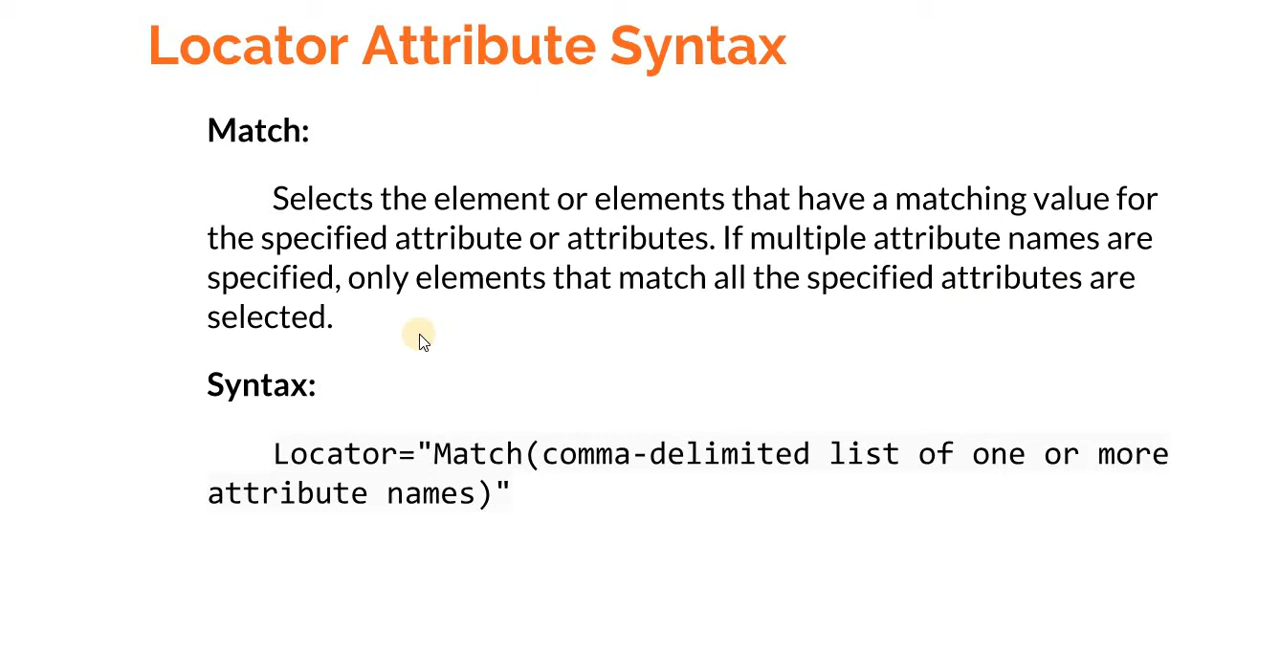 Locator Attribute Syntax
Match:
Selects the element or elements that have a matching value for
the specified attribute or attributes. If multiple attribute names are
specified, only elements that match all the specified attributes are
selected.
Syntax:
Locator="Match(comma-delimited list of one or more
attribute names)"